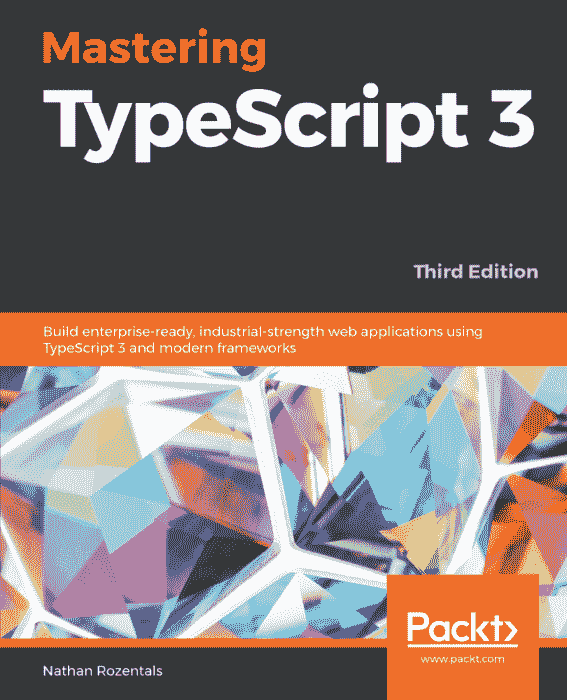 Mastering
TypeScript 3
Third Edition
Build enterprise-ready, industrial-strength web applications using
TypeScript 3 and modern frameworks
Packt>
www.packt.com
Nathan Rozentals